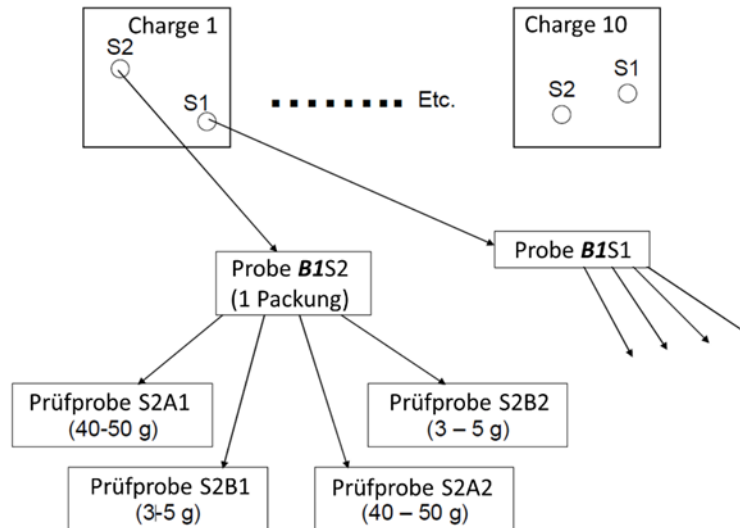 Charge 1
S2
S1
Etc.
Charge 10
S1
S2
Probe B1S2
(1 Packung)
Probe B1S1
Prüfprobe S2A1
(40-50 g)
Prüfprobe S2B2
(3 – 5 g)
Prüfprobe S2B1
(3-5 g)
Prüfprobe S2A2
(40 – 50 g)